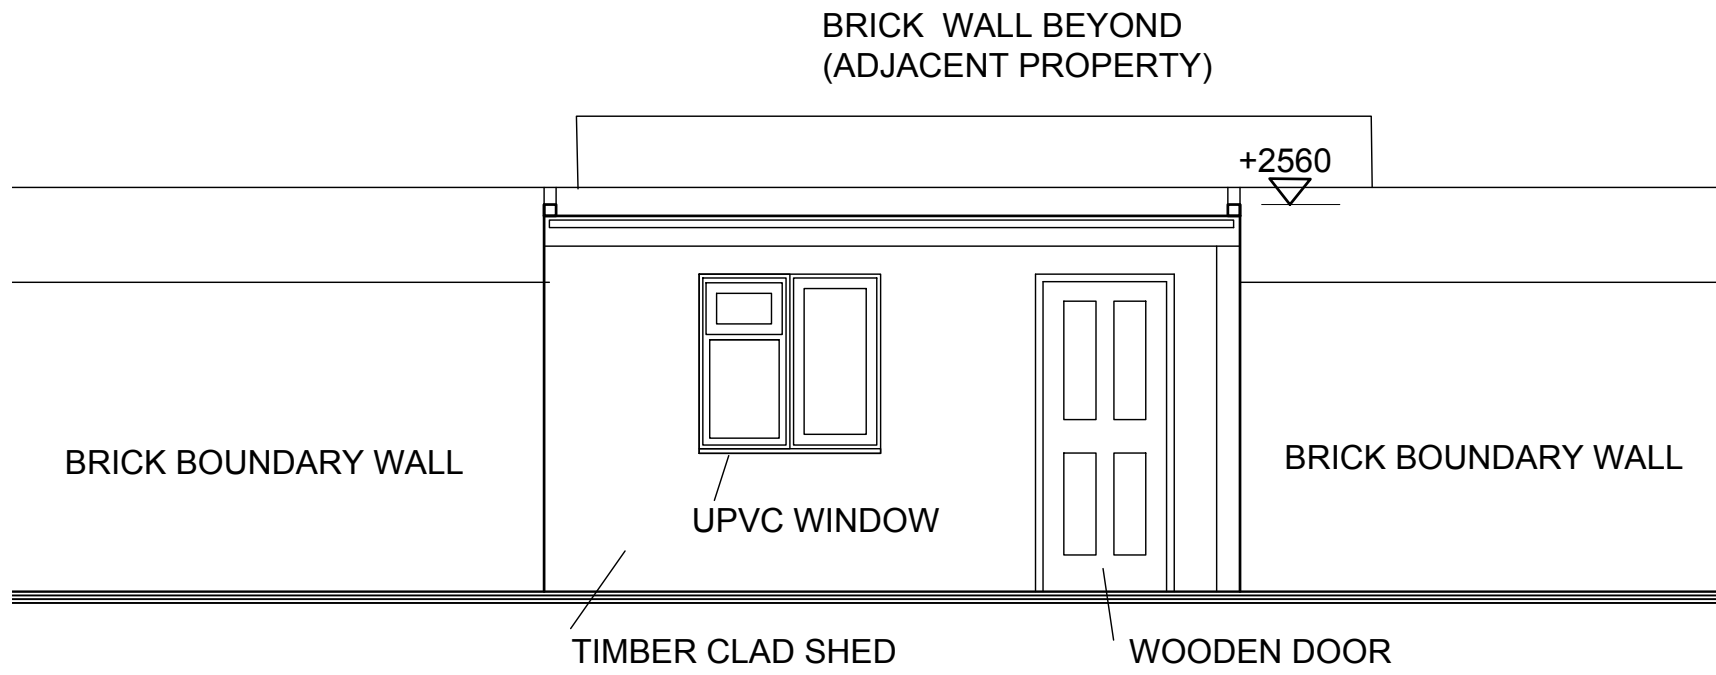 BRICK WALL BEYOND
(ADJACENT PROPERTY)
+2560
BRICK BOUNDARY WALL
BRICK BOUNDARY WALL
UPVC WINDOW
TIMBER CLAD SHED
WOODEN DOOR